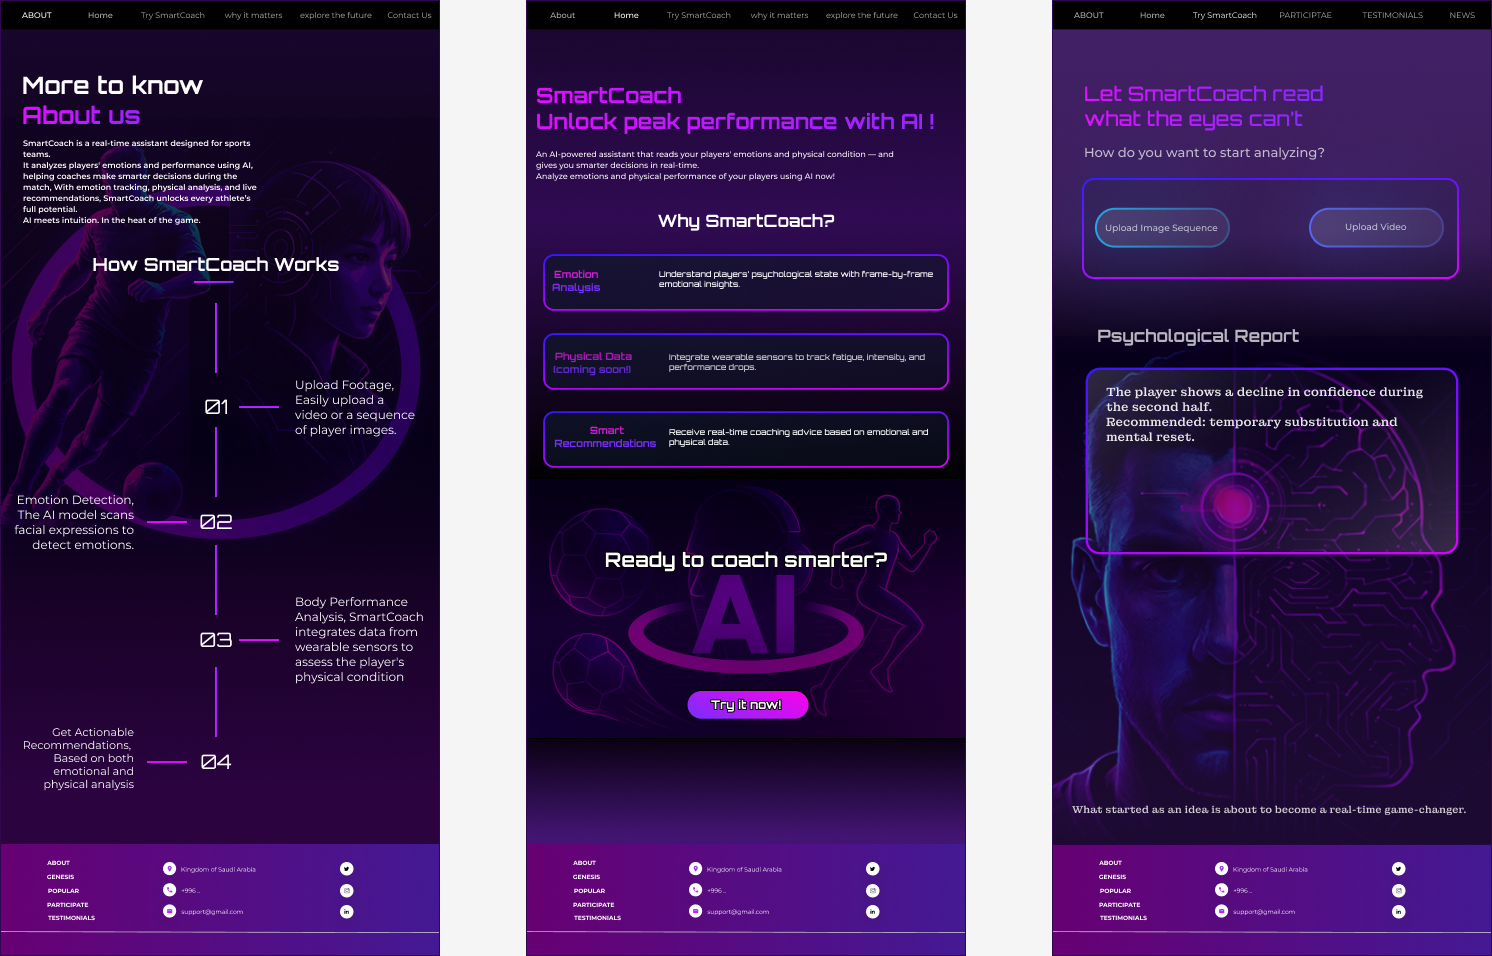 ABOUT Home Try SmartCoach why it matters explore the future Contact Us
More to know
About us
SmartCoach is a real-time assistant designed for sports
teams.
It analyzes players' emotions and performance using AI,
helping coaches make smarter decisions during the
match, With emotion tracking, physical analysis, and live
recommendations, SmartCoach unlocks every athlete's
full potential.
AI meets intuition. In the heat of the game.
How SmartCoach Works
01
Upload Footage,
Easily upload a
video or a sequence
of player images.
Emotion Detection,
The AI model scans
facial expressions to
detect emotions.
02
03
Body Performance
Analysis, SmartCoach
integrates data from
wearable sensors to
assess the player's
physical condition
Get Actionable
Recommendations,
Based on both
emotional and
physical analysis
04
ABOUT
GENESIS
POPULAR
PARTICIPATE
TESTIMONIALS
Kingdom of Saudi Arabia
+996...
support@gmail.com
About Home Try SmartCoach why it matters explore the future Contact Us
SmartCoach
Unlock peak performance with AI !
An AI-powered assistant that reads your players' emotions and physical condition — and
gives you smarter decisions in real-time.
Analyze emotions and physical performance of your players using AI now!
Why SmartCoach?
Emotion
Analysis
Understand players' psychological state with frame-by-frame
emotional insights.
Physical Data
(coming soon!)
Integrate wearable sensors to track fatigue, intensity, and
performance drops.
Smart
Recommendations
Receive real-time coaching advice based on emotional and
physical data.
Ready to coach smarter?
AI
Try it now!
ABOUT
GENESIS
POPULAR
PARTICIPATE
TESTIMONIALS
Kingdom of Saudi Arabia
+996...
support@gmail.com
ABOUT Home Try SmartCoach PARTICIPTAE TESTIMONIALS NEWS
Let SmartCoach read
what the eyes can't
How do you want to start analyzing?
Upload Image Sequence
Upload Video
Psychological Report
The player shows a decline in confidence during
the second half.
Recommended: temporary substitution and
mental reset.
What started as an idea is about to become a real-time game-changer.
ABOUT
GENESIS
POPULAR
PARTICIPATE
TESTIMONIALS
Kingdom of Saudi Arabia
+996...
support@gmail.com